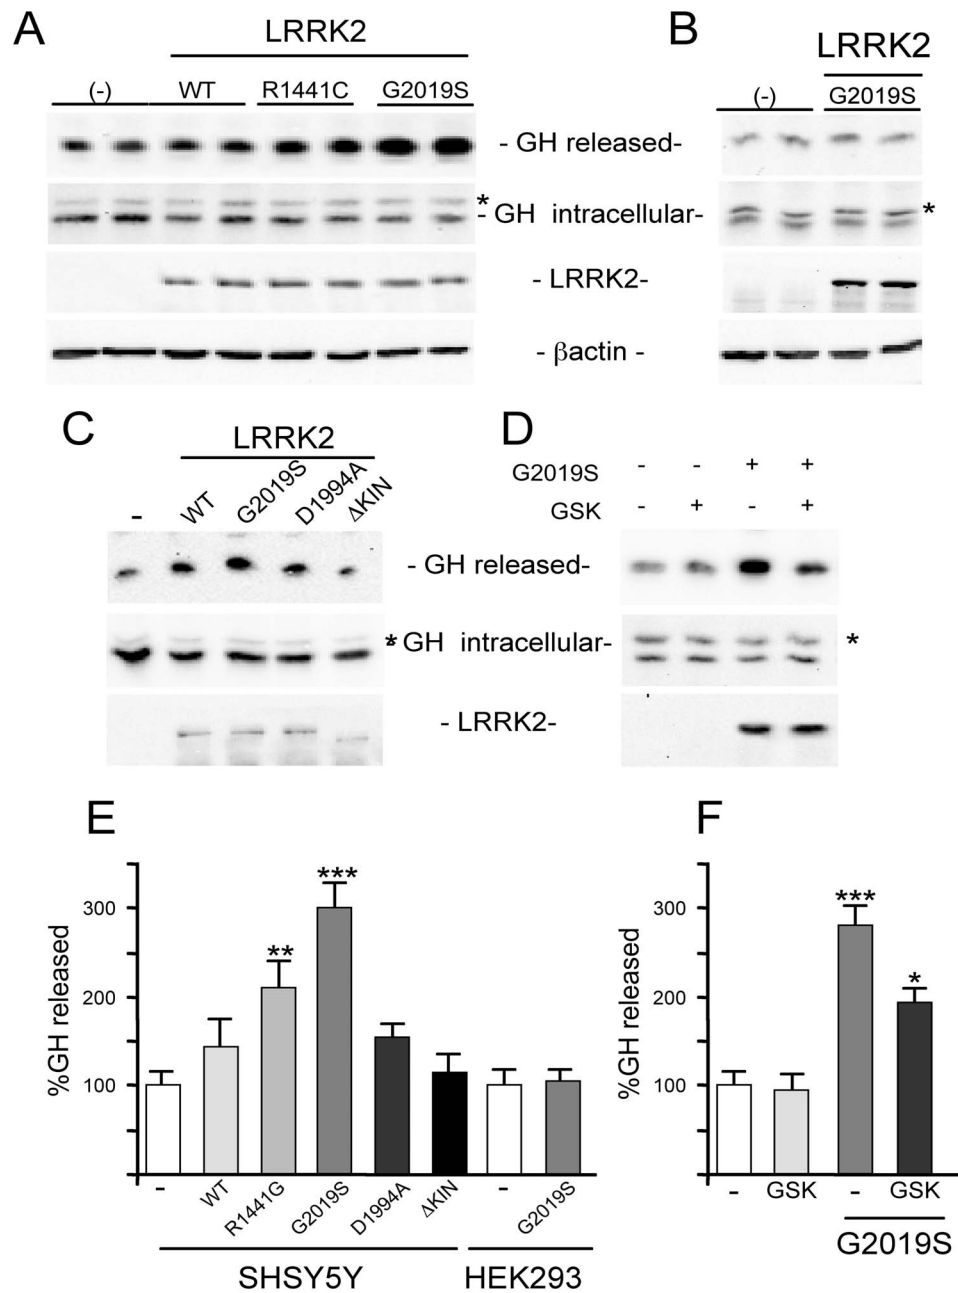 A
LRRK2
(-) WT R1441C G2019S
B
LRRK2
(-) G2019S
- GH released-
*
- GH intracellular-
*
- LRRK2-
- βactin -
C
LRRK2
- WT G2019S D1994A ΔKIN
D
G2019S - - + +
GSK - + - +
- GH released-
* GH intracellular-
*
- LRRK2-
E
%GH released
300
200
100
**
***
- WT R1441G G2019S D1994A ΔKIN - G2019S
SHSY5Y HEK293
F
%GH released
300
200
100
***
*
- GSK - GSK
G2019S